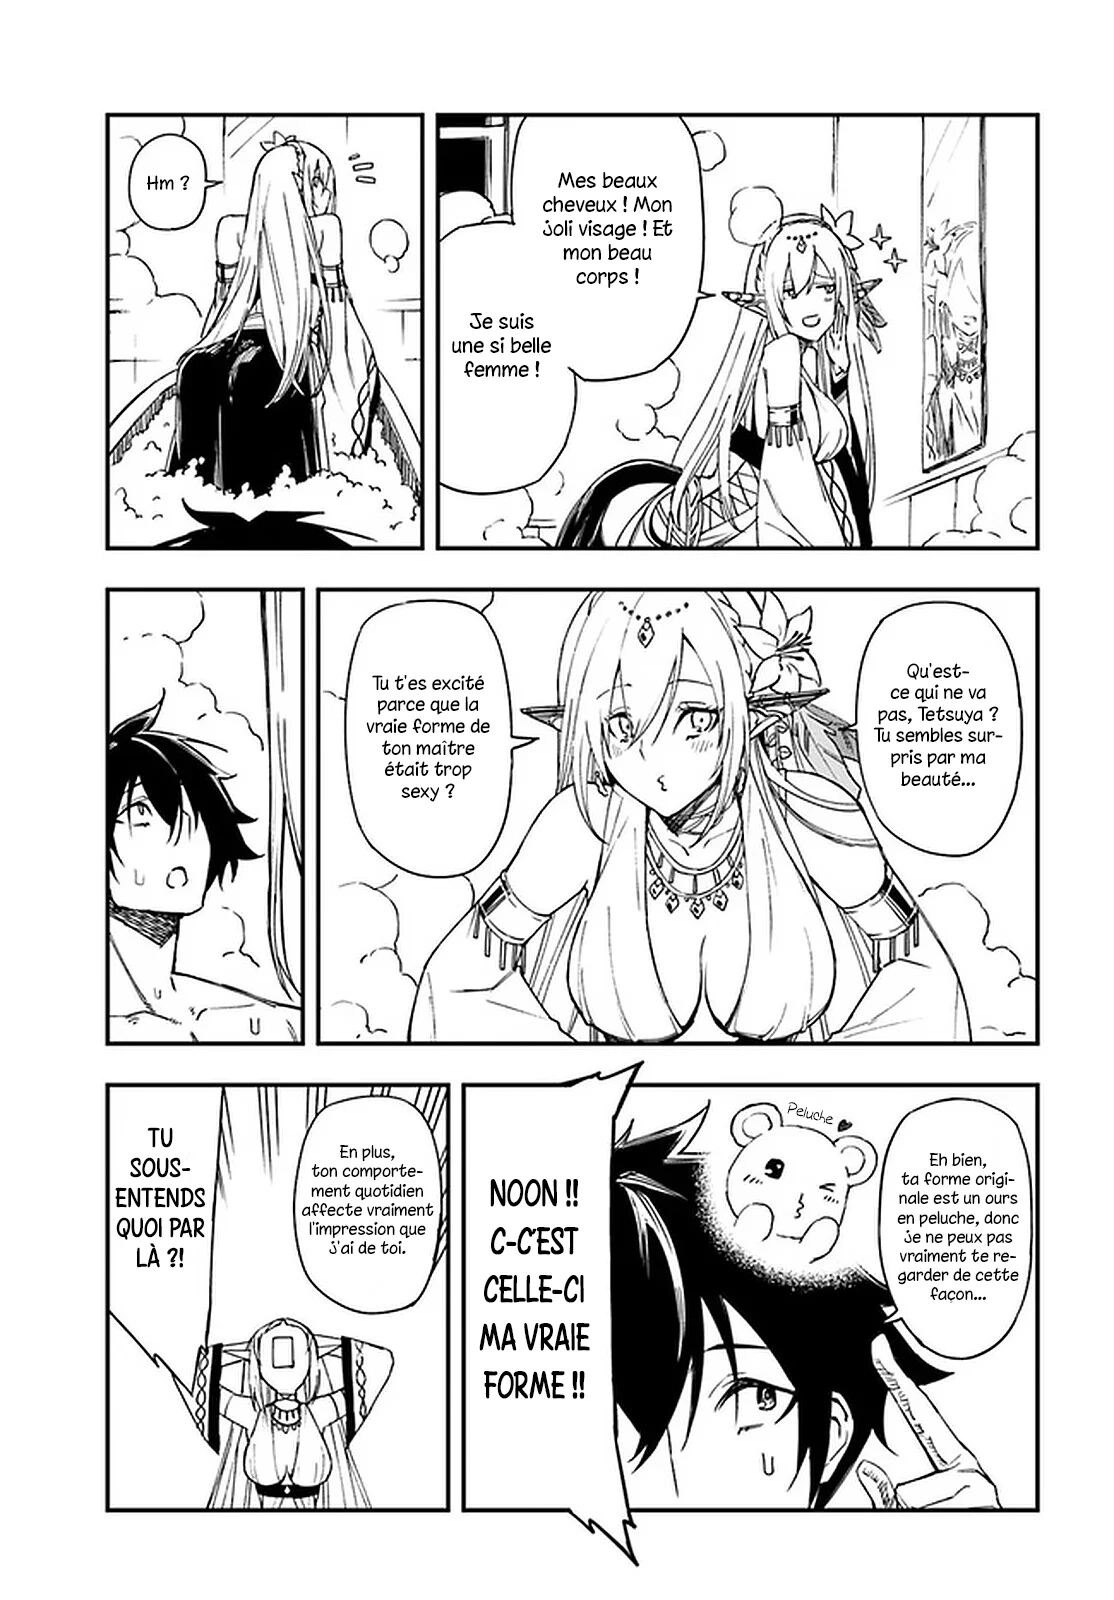 Mes beaux
cheveux ! Mon
joli visage ! Et
mon beau
corps !
Je suis
une si belle
femme !
Hm ?
Qu'est-
ce qui ne va
pas, Tetsuya ?
Tu sembles sur-
pris par ma
beauté...
Tu t'es excité
parce que la
vraie forme de
ton maître
était trop
sexy ?
Peluche
Eh bien,
ta forme origi-
nale est un ours
en peluche, donc
je ne peux pas
vraiment te re-
garder de cette
façon...
NOON !!
C-C'EST
CELLE-CI
MA VRAIE
FORME !!
En plus,
ton comporte-
ment quotidien
affecte vraiment
l'impression que
j'ai de toi.
TU
SOUS-
ENTENDS
QUOI PAR
LÀ ?!